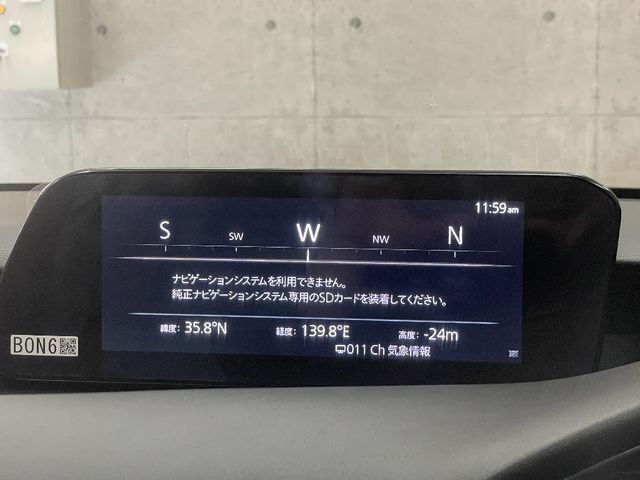 11:59am
S SW W NW N
ナビゲーションシステムを利用できません。
純正ナビゲーションシステム専用のSDカードを装着してください。
緯度: 35.8°N 経度: 139.8°E 高度: -24m
011 Ch 気象情報
BON6